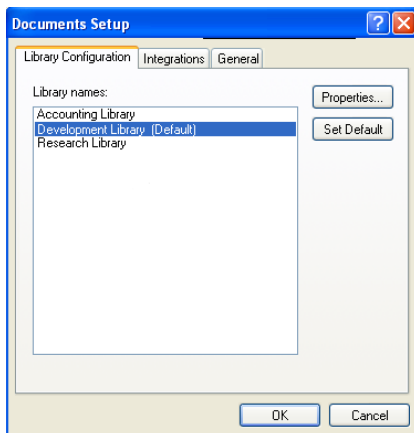 Documents Setup
Library Configuration Integrations General
Library names:
Properties...
Accounting Library
Development Library (Default)
Set Default
Research Library
OK Cancel